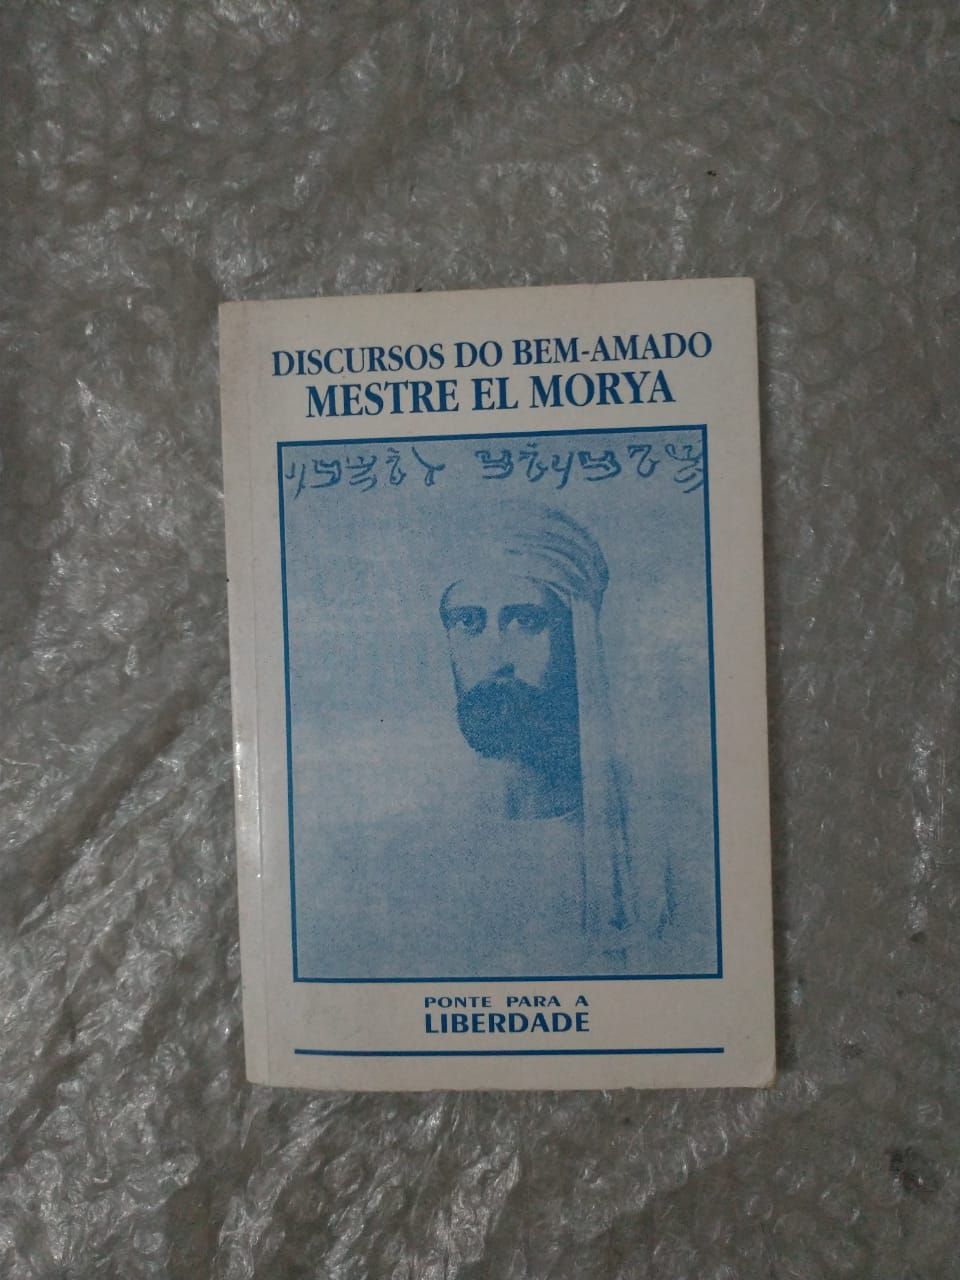 DISCURSOS DO BEM-AMADO
MESTRE EL MORYA
PONTE PARA A
LIBERDADE